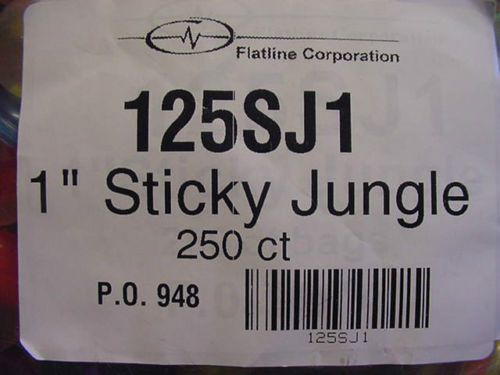 Flatline Corporation
125SJ1
1" Sticky Jungle
250 ct
P.O. 948
125SJ1